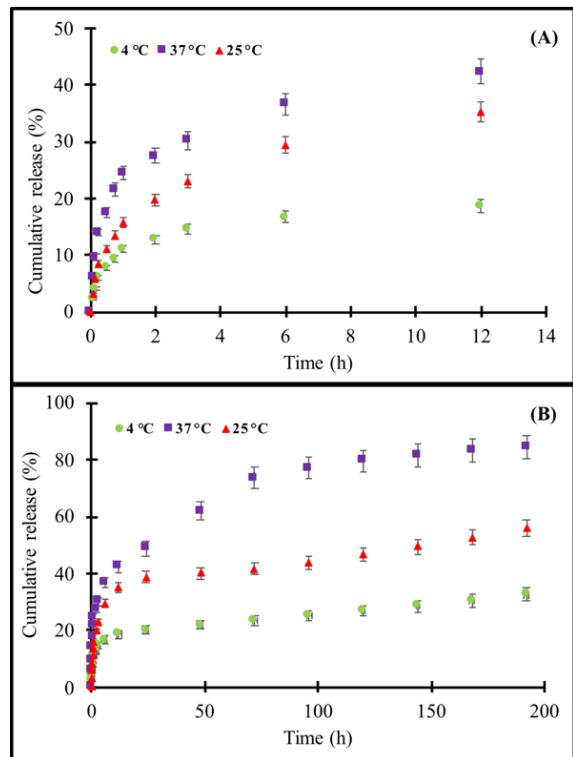 (A)
4 °C 37 °C 25 °C
Cumulative release (%)
50
40
30
20
10
0
0 2 4 6 8 10 12 14
Time (h)
(B)
4 °C 37 °C 25 °C
Cumulative release (%)
100
80
60
40
20
0
0 50 100 150 200
Time (h)